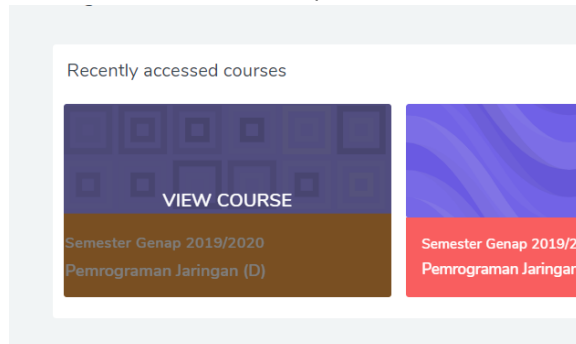 Recently accessed courses
VIEW COURSE
Semester Genap 2019/2020
Pemrograman Jaringan (D)
Semester Genap 2019/2
Pemrograman Jaringan